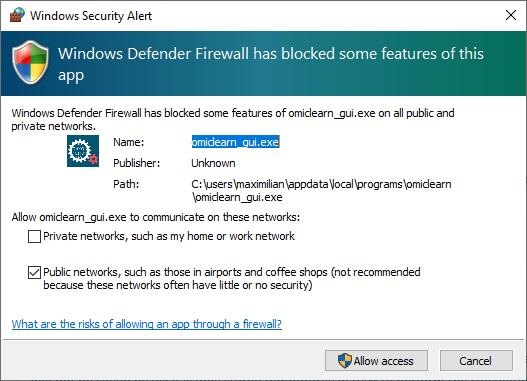 Windows Security Alert
Windows Defender Firewall has blocked some features of this
app
Windows Defender Firewall has blocked some features of omiclearn_gui.exe on all public and
private networks.
Name: omiclearn_gui.exe
Publisher: Unknown
Path: C:\users\maximilian\appdata\local\programs\omiclearn
\omiclearn_gui.exe
Allow omiclearn_gui.exe to communicate on these networks:
Private networks, such as my home or work network
Public networks, such as those in airports and coffee shops (not recommended
because these networks often have little or no security)
What are the risks of allowing an app through a firewall?
Allow access
Cancel